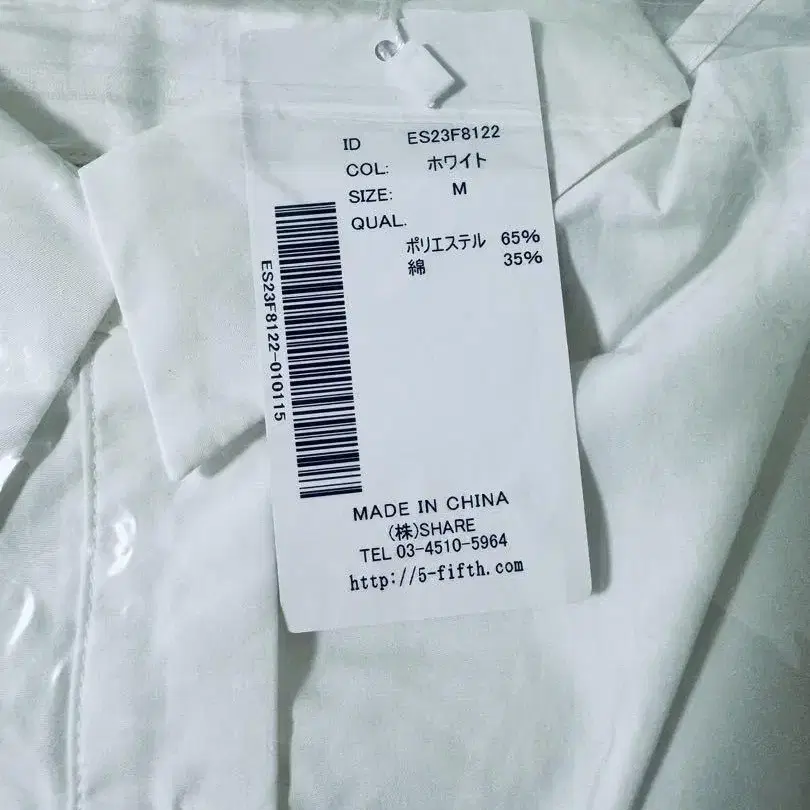 ID ES23F8122
COL: ホワイト
SIZE: M
QUAL.
ポリエステル 65%
綿 35%
ES23F8122-010115
MADE IN CHINA
(株)SHARE
TEL 03-4510-5964
http://5-fifth.com